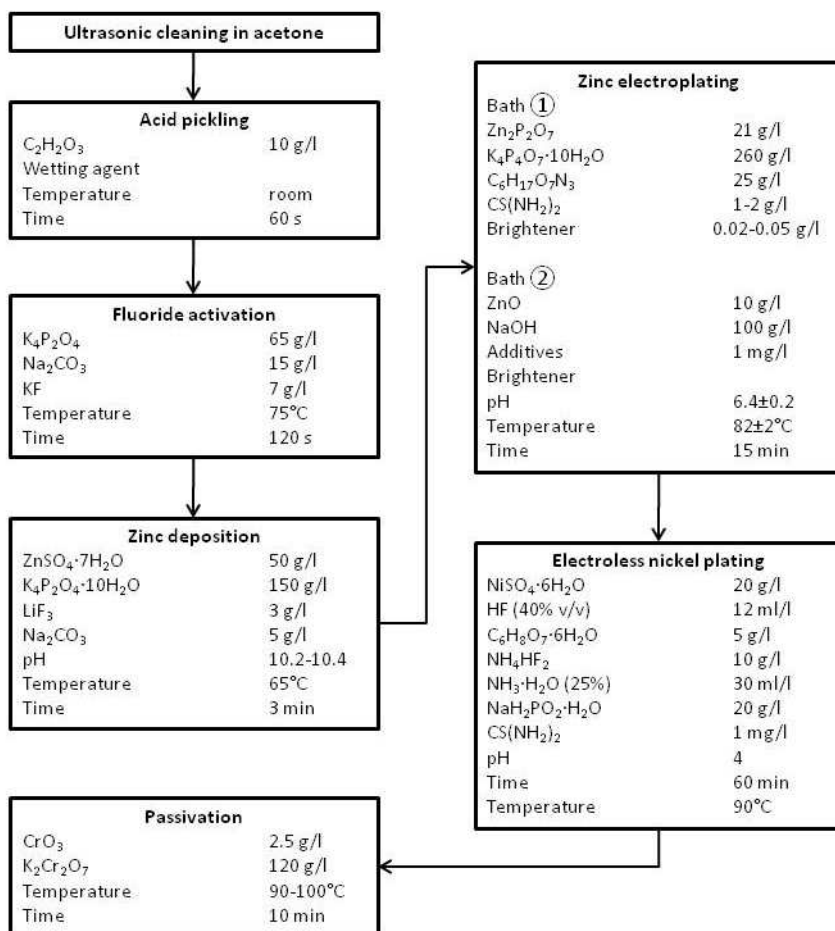 Ultrasonic cleaning in acetone
Acid pickling
C₂H₂O₃ 10 g/l
Wetting agent
Temperature room
Time 60 s
Fluoride activation
K₄P₂O₄ 65 g/l
Na₂CO₃ 15 g/l
KF 7 g/l
Temperature 75°C
Time 120 s
Zinc deposition
ZnSO₄·7H₂O 50 g/l
K₄P₂O₄·10H₂O 150 g/l
LiF₃ 3 g/l
Na₂CO₃ 5 g/l
pH 10.2-10.4
Temperature 65°C
Time 3 min
Zinc electroplating
Bath ①
Zn₂P₂O₇ 21 g/l
K₄P₄O₇·10H₂O 260 g/l
C₆H₁₇O₇N₃ 25 g/l
CS(NH₂)₂ 1-2 g/l
Brightener 0.02-0.05 g/l
Bath ②
ZnO 10 g/l
NaOH 100 g/l
Additives 1 mg/l
Brightener
pH 6.4±0.2
Temperature 82±2°C
Time 15 min
Electroless nickel plating
NiSO₄·6H₂O 20 g/l
HF (40% v/v) 12 ml/l
C₆H₈O₇·6H₂O 5 g/l
NH₄HF₂ 10 g/l
NH₃·H₂O (25%) 30 ml/l
NaH₂PO₂·H₂O 20 g/l
CS(NH₂)₂ 1 mg/l
pH 4
Time 60 min
Temperature 90°C
Passivation
CrO₃ 2.5 g/l
K₂Cr₂O₇ 120 g/l
Temperature 90-100°C
Time 10 min